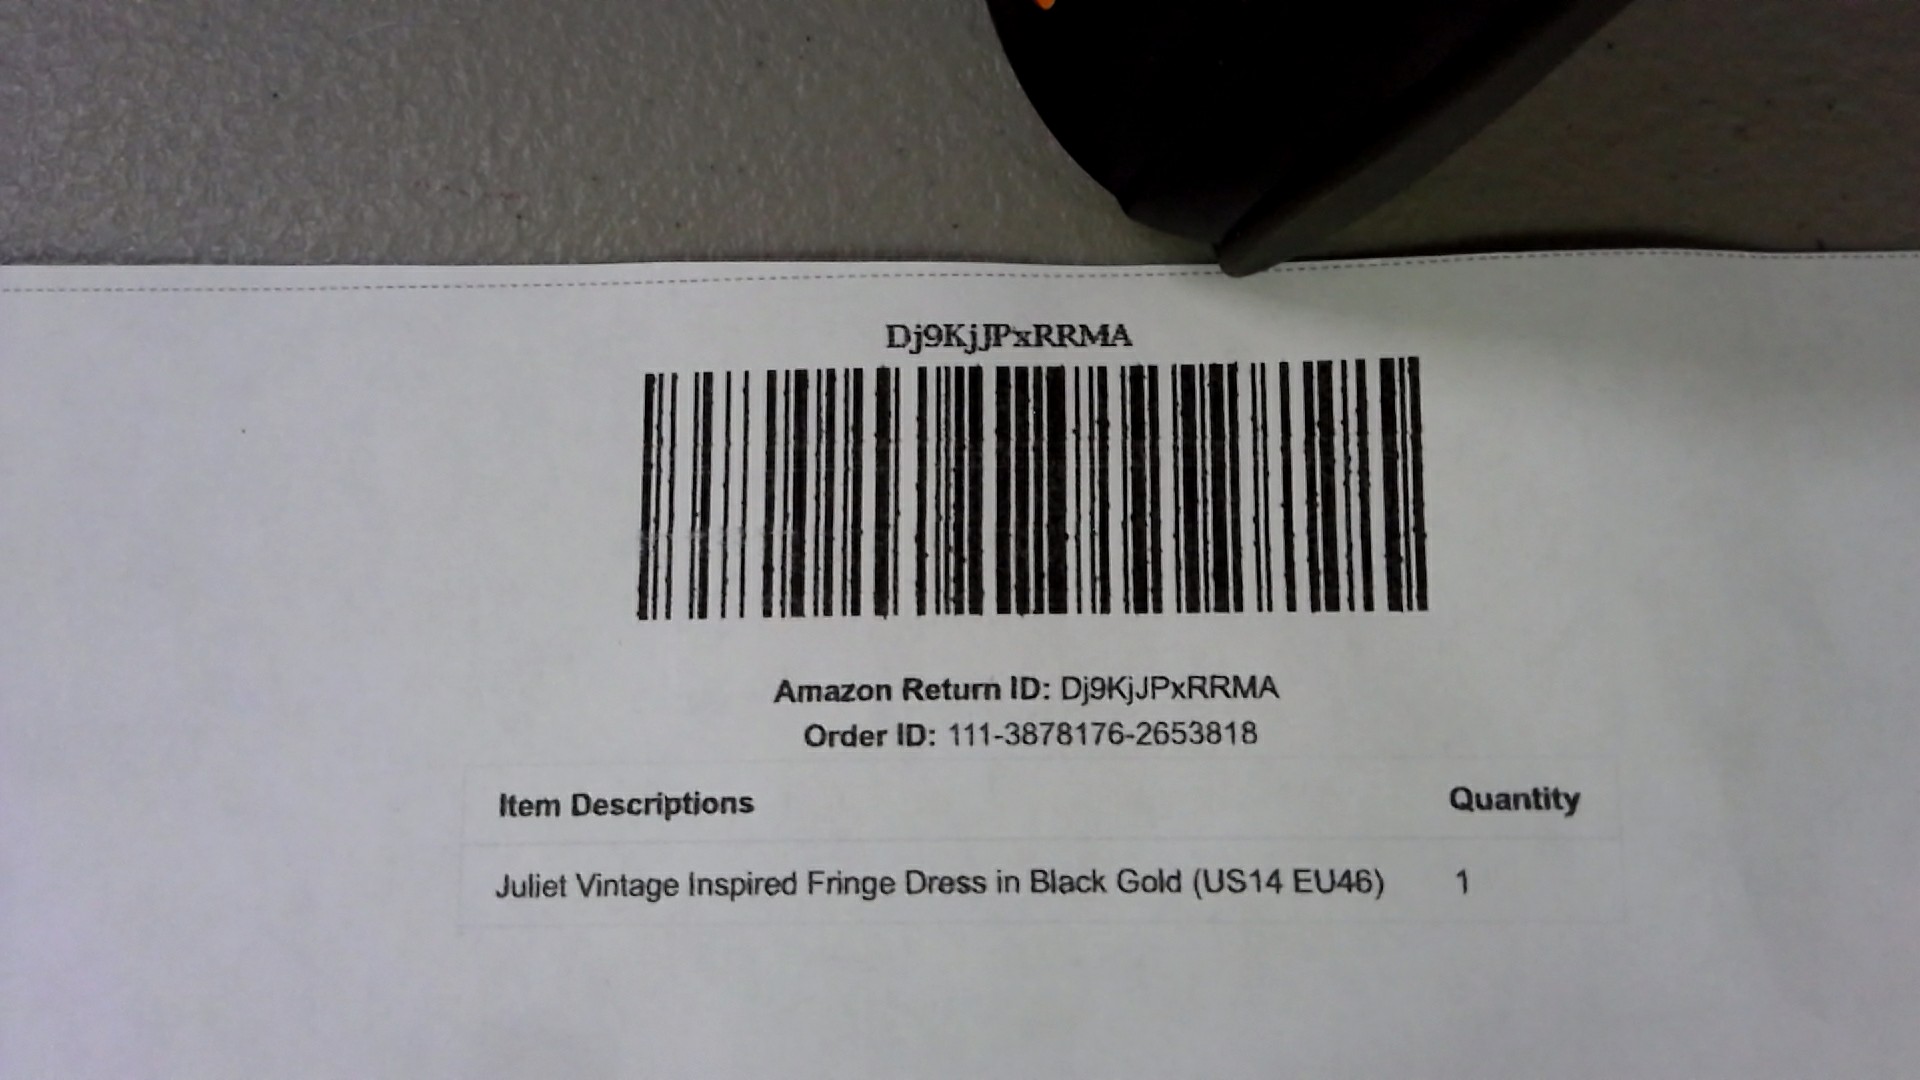 Dj9KjJPxRRMA
Amazon Return ID: Dj9KjJPxRRMA
Order ID: 111-3878176-2653818
Item Descriptions Quantity
Juliet Vintage Inspired Fringe Dress in Black Gold (US14 EU46) 1